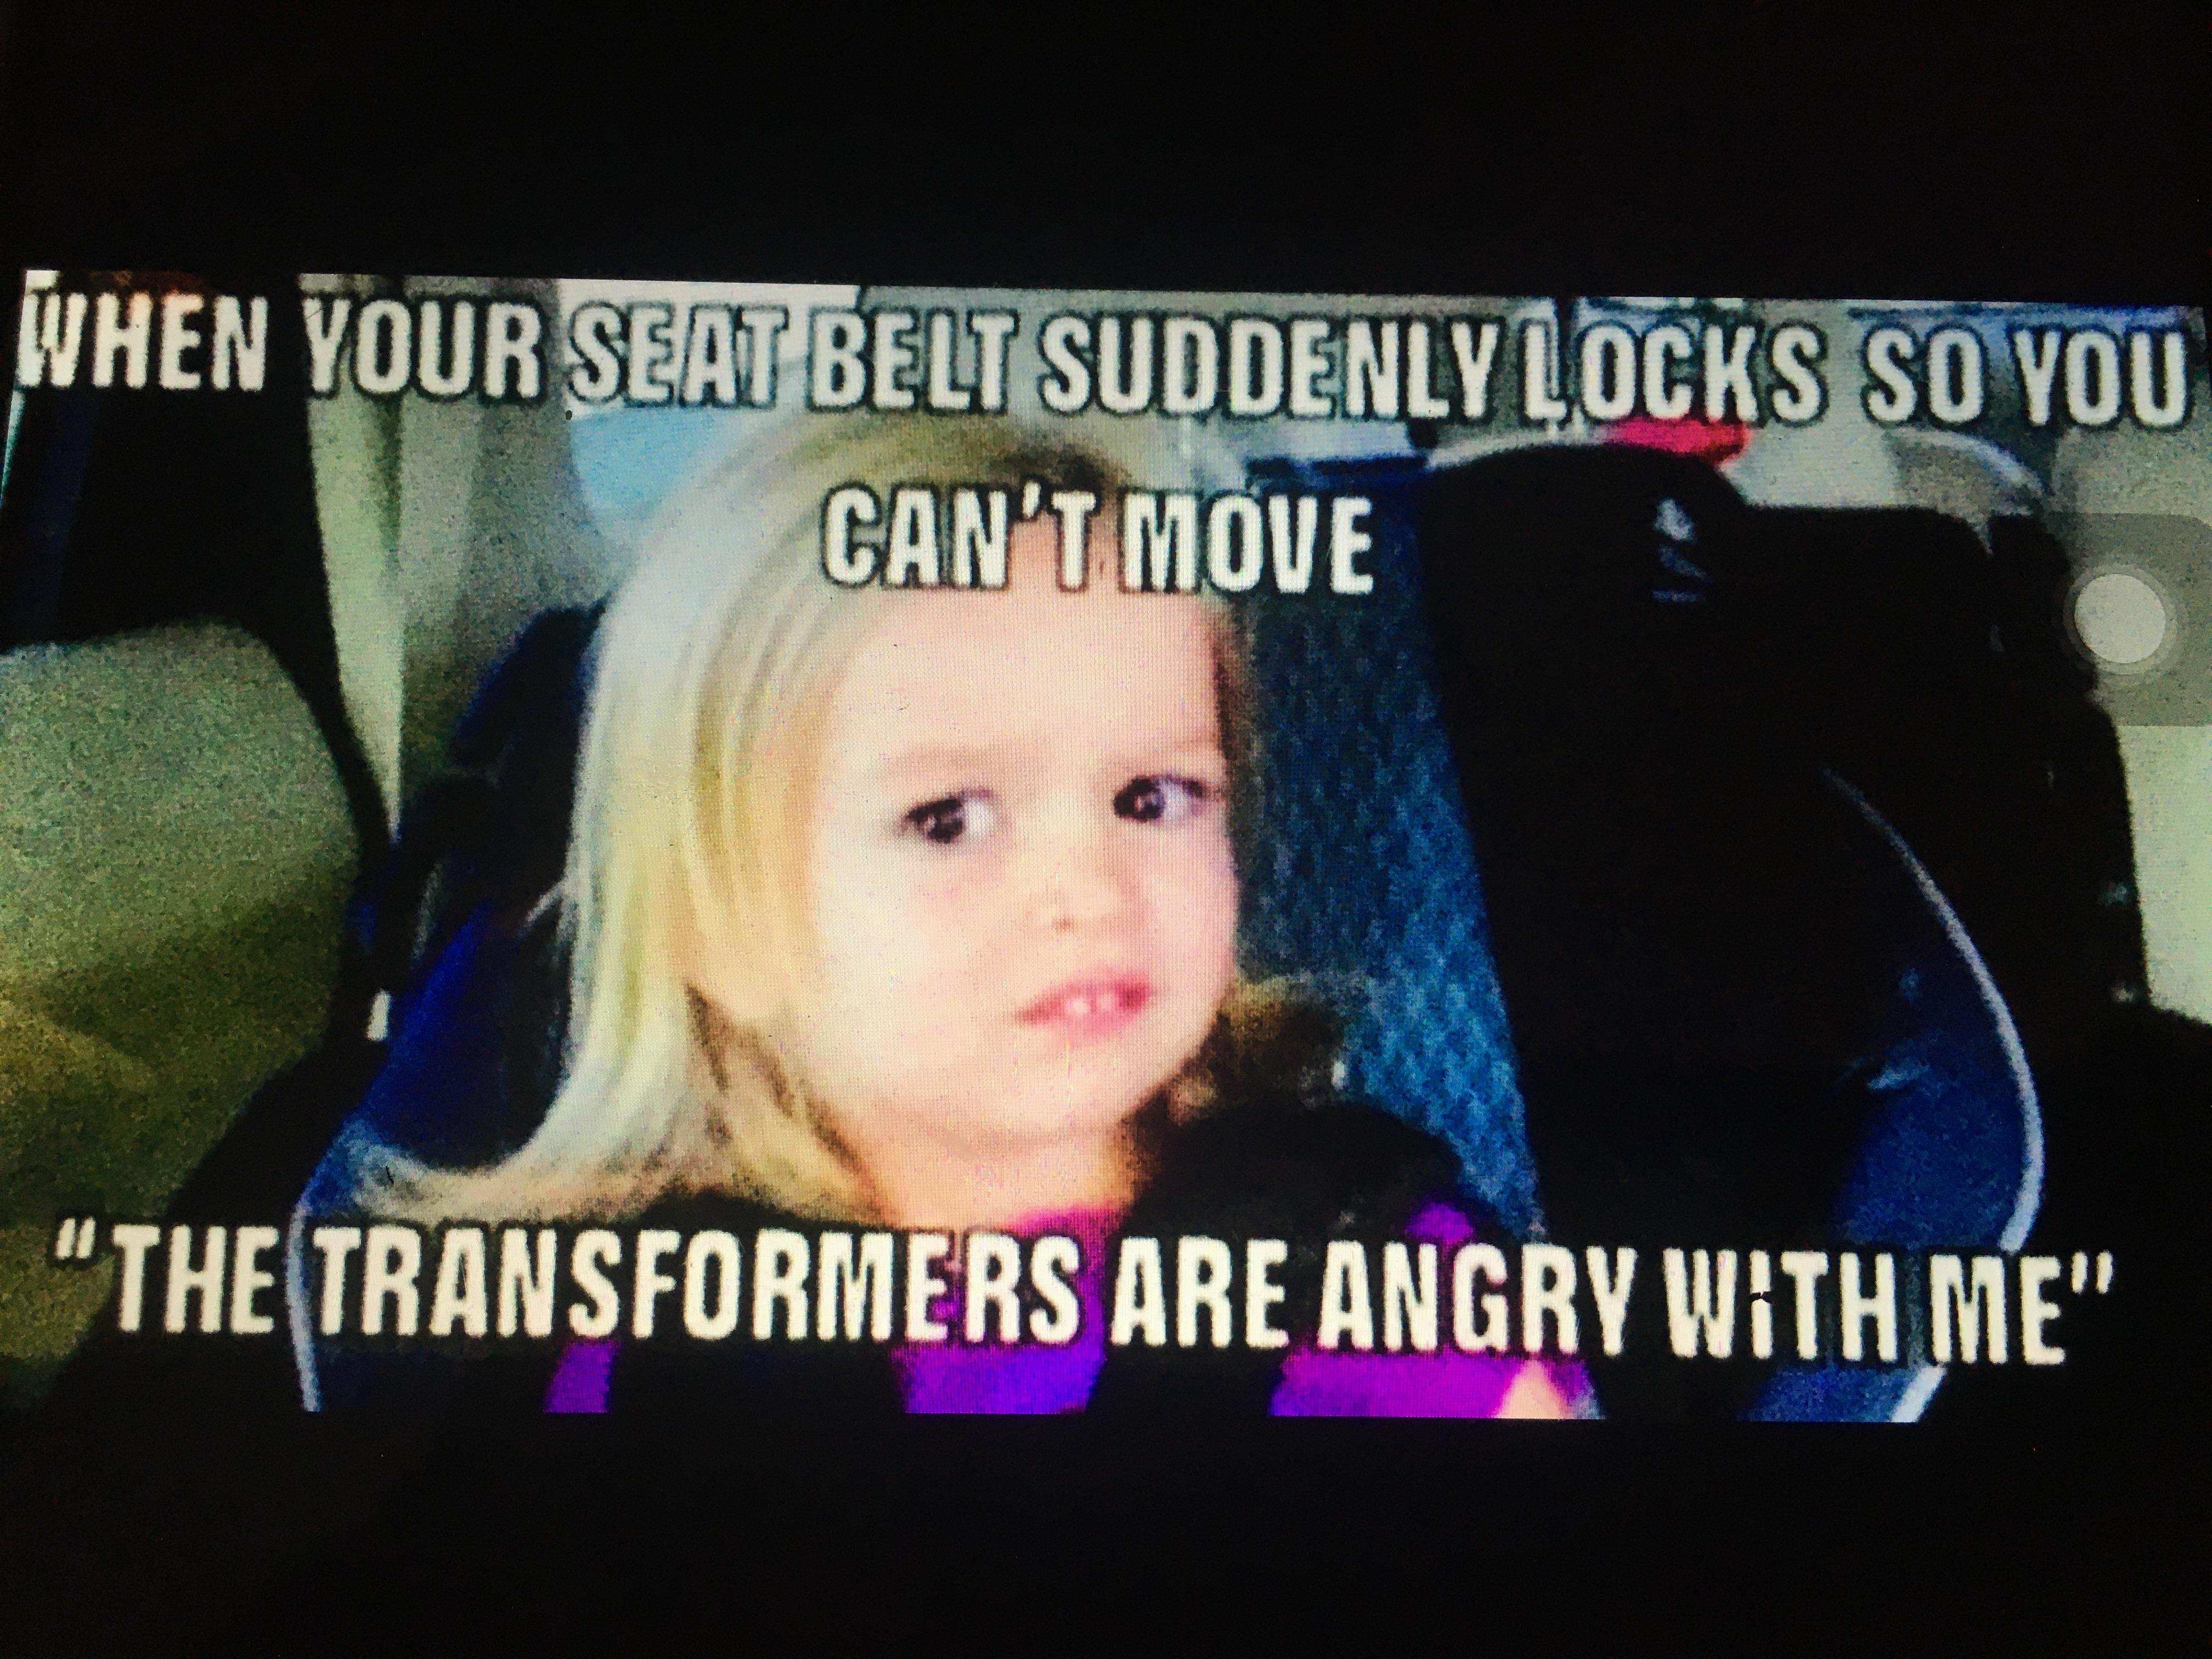 WHEN YOUR SEAT BELT SUDDENLY LOCKS SO YOU
CAN'T MOVE
"THE TRANSFORMERS ARE ANGRY WITH ME"